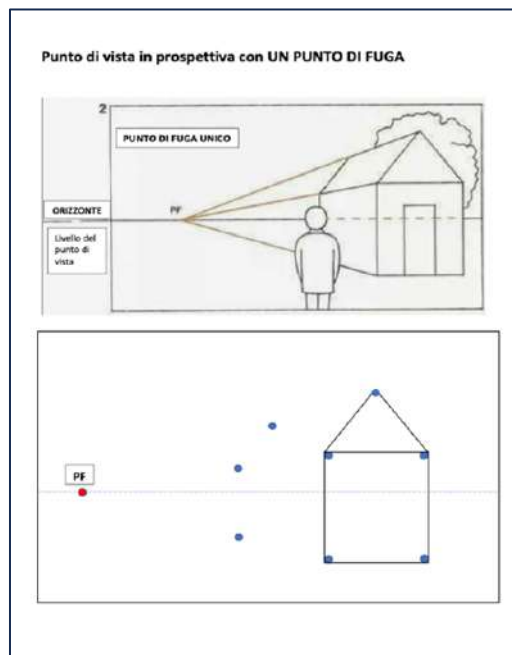 Punto di vista in prospettiva con UN PUNTO DI FUGA
2
PUNTO DI FUGA UNICO
ORIZZONTE
PF
Livello del
punto di
vista
PF